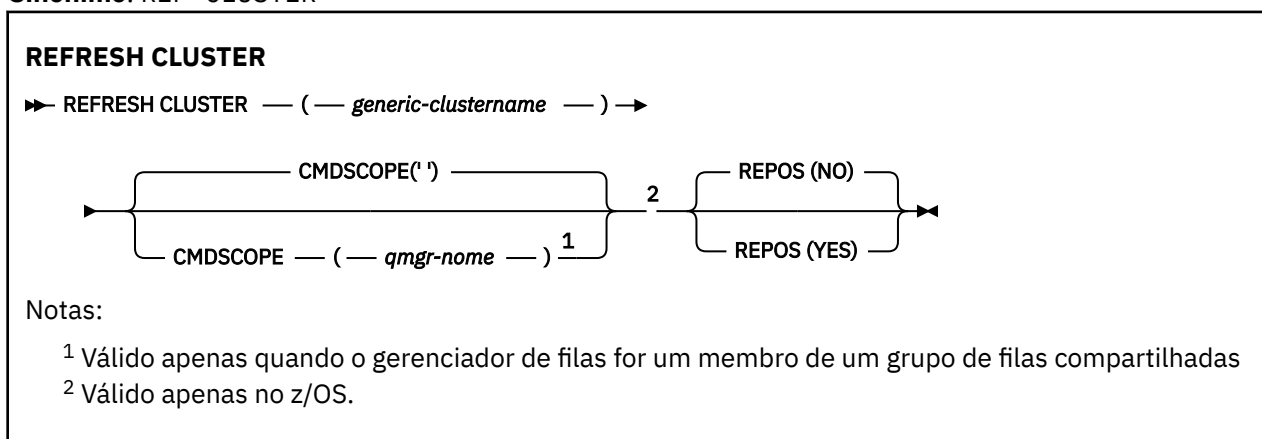 REFRESH CLUSTER
REFRESH CLUSTER ( generic-clustername )
CMDSCOPE(' ')
2
REPOS (NO)
CMDSCOPE ( qmgr-nome ) 1
REPOS (YES)
Notas:
1 Válido apenas quando o gerenciador de filas for um membro de um grupo de filas compartilhadas
2 Válido apenas no z/OS.